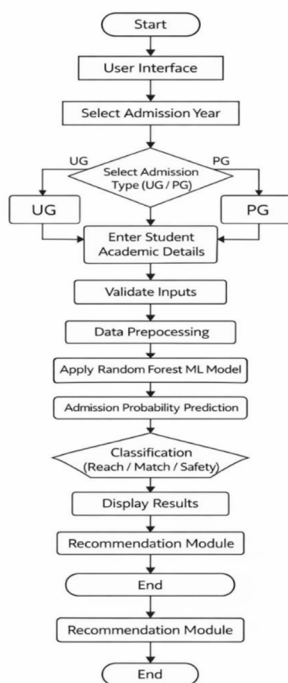 Start
User Interface
Select Admission Year
UG
PG
Select Admission
Type (UG / PG)
UG
PG
Enter Student
Academic Details
Validate Inputs
Data Prepocessing
Apply Random Forest ML Model
Admission Probability Prediction
Classification
(Reach / Match / Safety)
Display Results
Recommendation Module
End
Recommendation Module
End